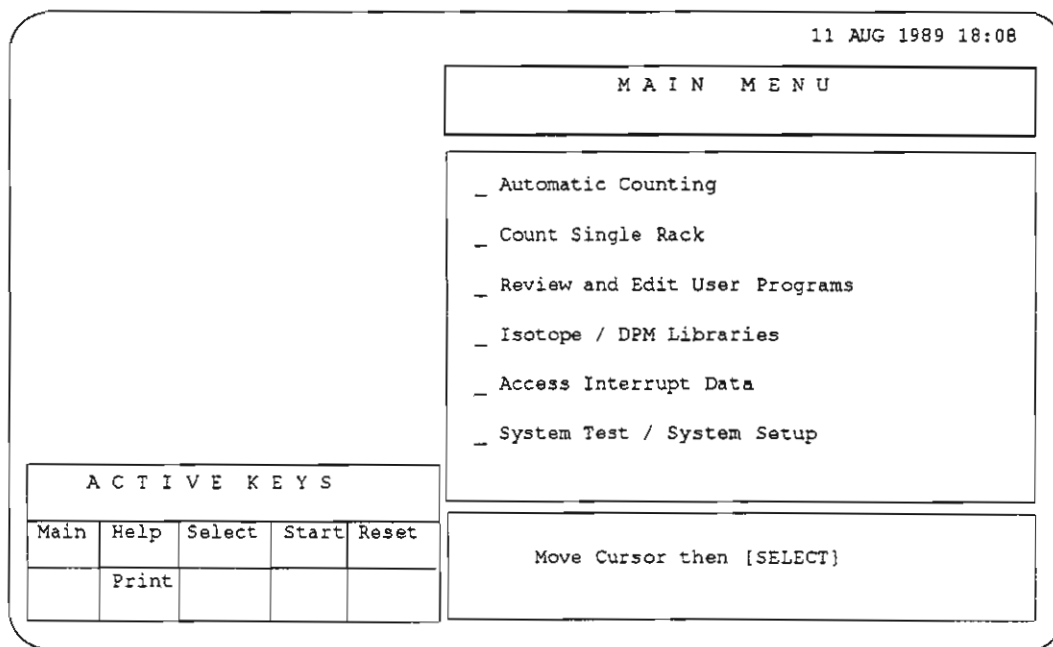 11 AUG 1989 18:08
M A I N   M E N U
_ Automatic Counting
_ Count Single Rack
_ Review and Edit User Programs
_ Isotope / DPM Libraries
_ Access Interrupt Data
_ System Test / System Setup
A C T I V E   K E Y S
Main Help Select Start Reset
Print
Move Cursor then [SELECT}